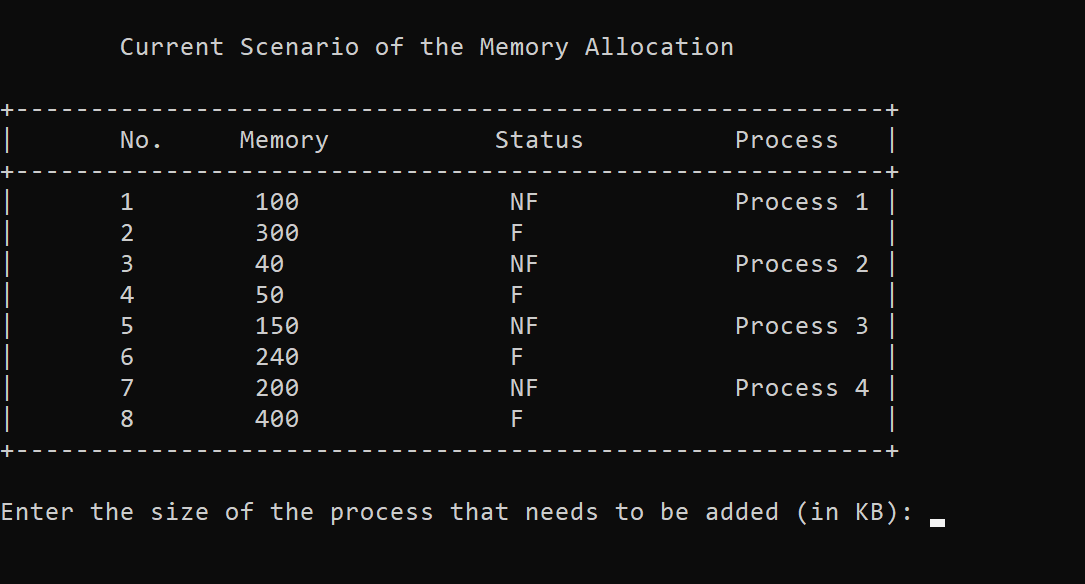 Current Scenario of the Memory Allocation
+----------------------------------------------------------+
| No. Memory Status Process |
+----------------------------------------------------------+
| 1 100 NF Process 1 |
| 2 300 F |
| 3 40 NF Process 2 |
| 4 50 F |
| 5 150 NF Process 3 |
| 6 240 F |
| 7 200 NF Process 4 |
| 8 400 F |
+----------------------------------------------------------+
Enter the size of the process that needs to be added (in KB): _